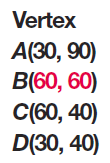 Vertex
A(30, 90)
B(60, 60)
C(60, 40)
D(30, 40)